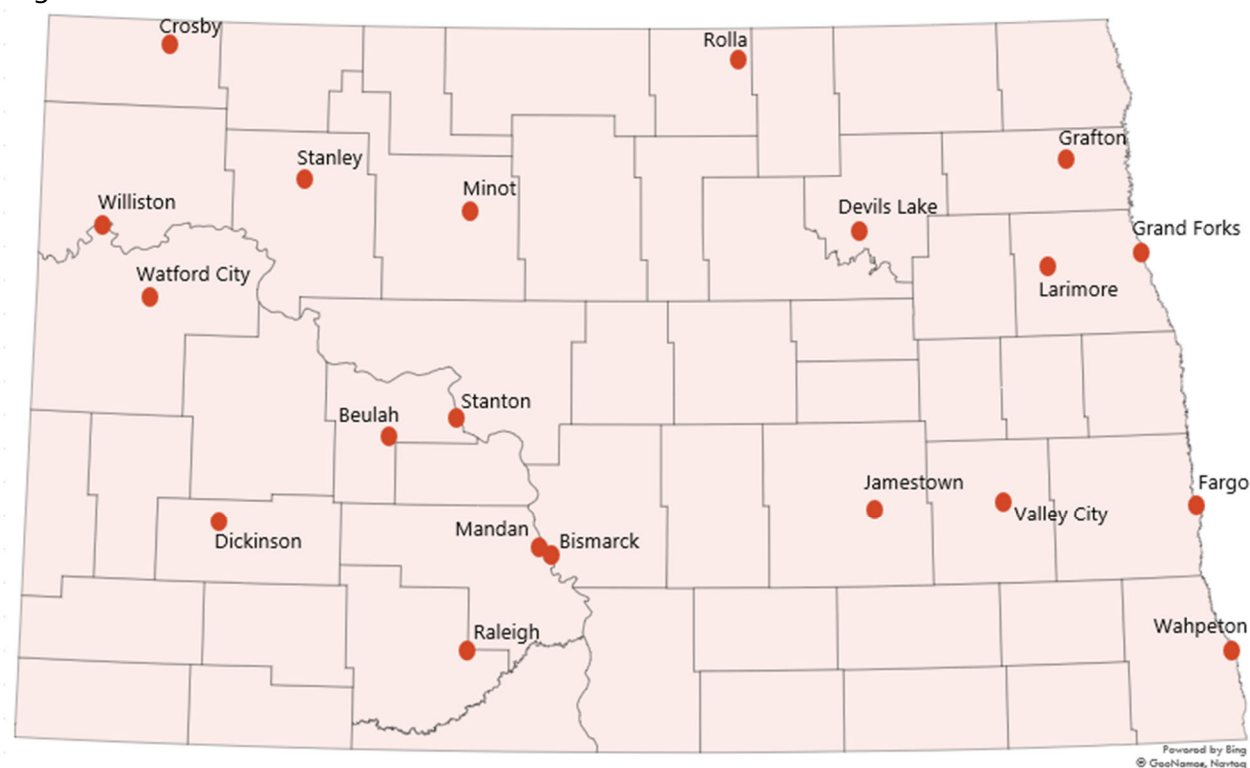 Crosby
Rolla
Grafton
Stanley
Minot
Williston
Devils Lake
Grand Forks
Watford City
Larimore
Stanton
Beulah
Jamestown
Fargo
Valley City
Mandan
Bismarck
Dickinson
Wahpeton
Raleigh
Powered by Bing
© GeoNames, Navteq